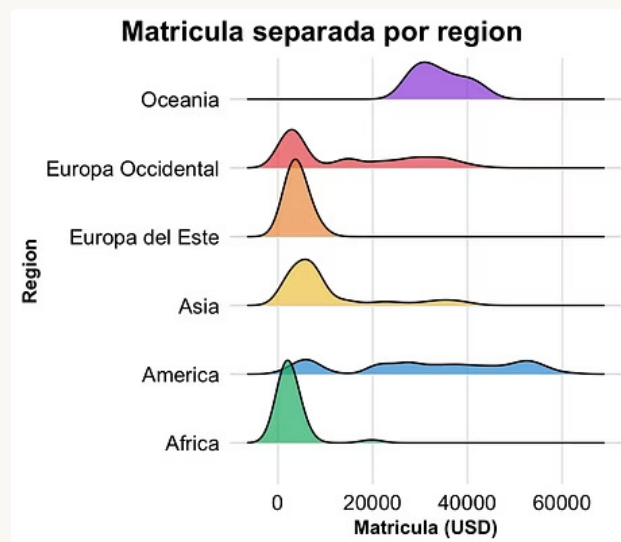 Matricula separada por region
Oceania
Europa Occidental
Europa del Este
Asia
America
Africa
Region
0 20000 40000 60000
Matricula (USD)